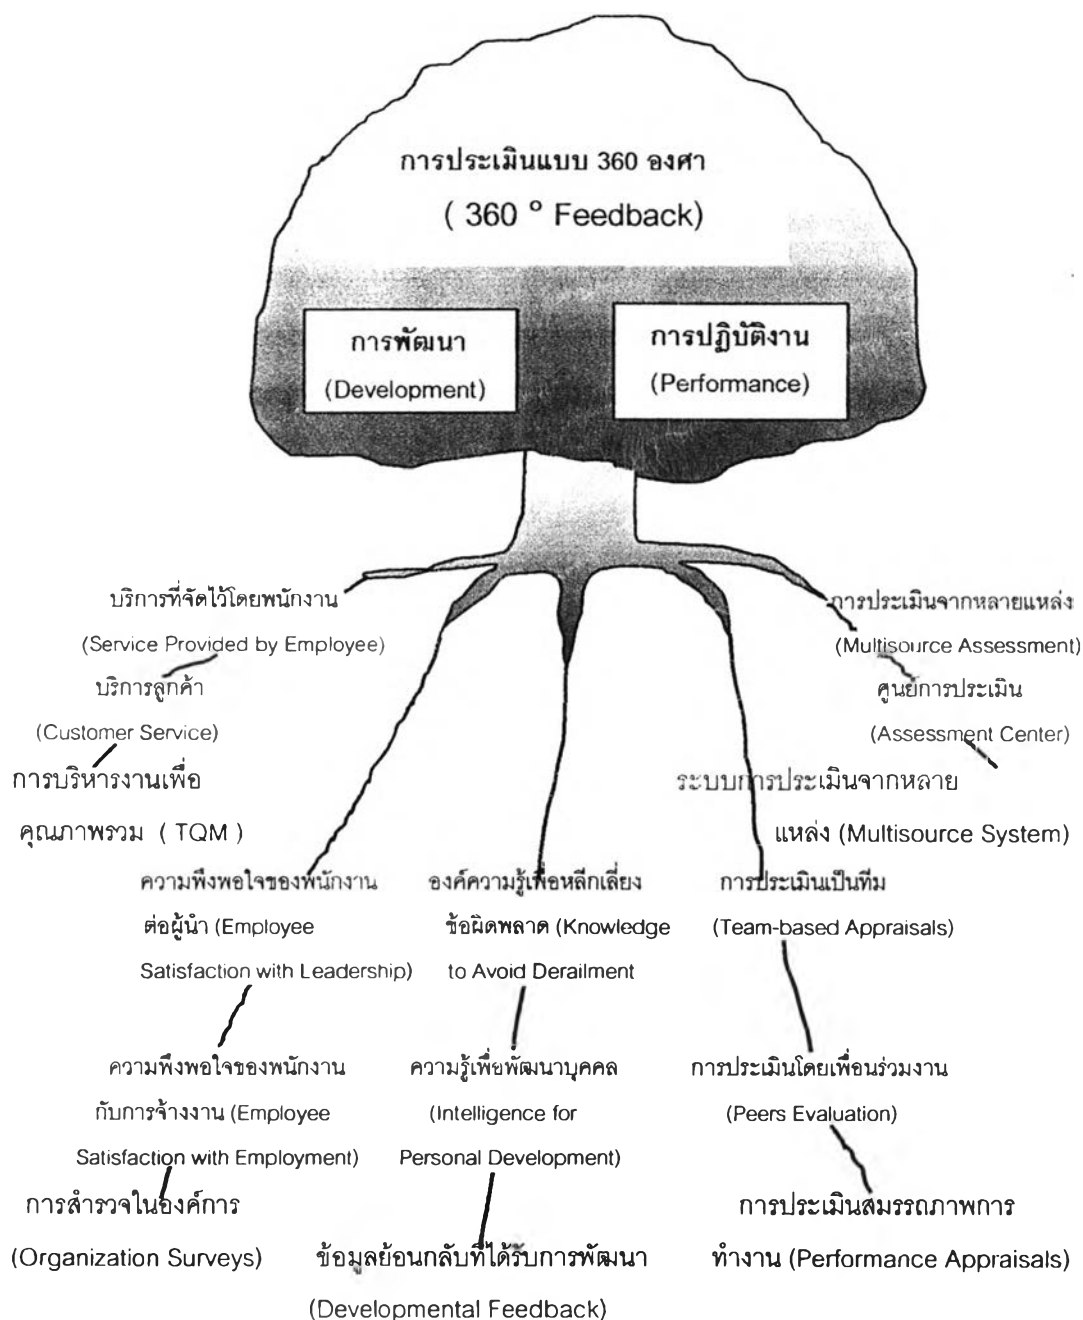 การประเมินแบบ 360 องศา
( 360 ° Feedback)
การพัฒนา
(Development)
การปฏิบัติงาน
(Performance)
บริการที่จัดไว้โดยพนักงาน
(Service Provided by Employee)
บริการลูกค้า
(Customer Service)
การบริหารงานเพื่อ
คุณภาพรวม ( TQM )
การประเมินจากหลายแหล่ง
(Multisource Assessment)
ศูนย์การประเมิน
(Assessment Center)
ระบบการประเมินจากหลาย
แหล่ง (Multisource System)
ความพึงพอใจของพนักงาน
ต่อผู้นำ (Employee
Satisfaction with Leadership)
องค์ความรู้เพื่อหลีกเลี่ยง
ข้อผิดพลาด (Knowledge
to Avoid Derailment
การประเมินเป็นทีม
(Team-based Appraisals)
ความพึงพอใจของพนักงาน
กับการจ้างงาน (Employee
Satisfaction with Employment)
ความรู้เพื่อพัฒนาบุคคล
(Intelligence for
Personal Development)
การประเมินโดยเพื่อนร่วมงาน
(Peers Evaluation)
การสำรวจในองค์การ
(Organization Surveys)
ข้อมูลย้อนกลับที่ได้รับการพัฒนา
(Developmental Feedback)
การประเมินสมรรถภาพการ
ทำงาน (Performance Appraisals)